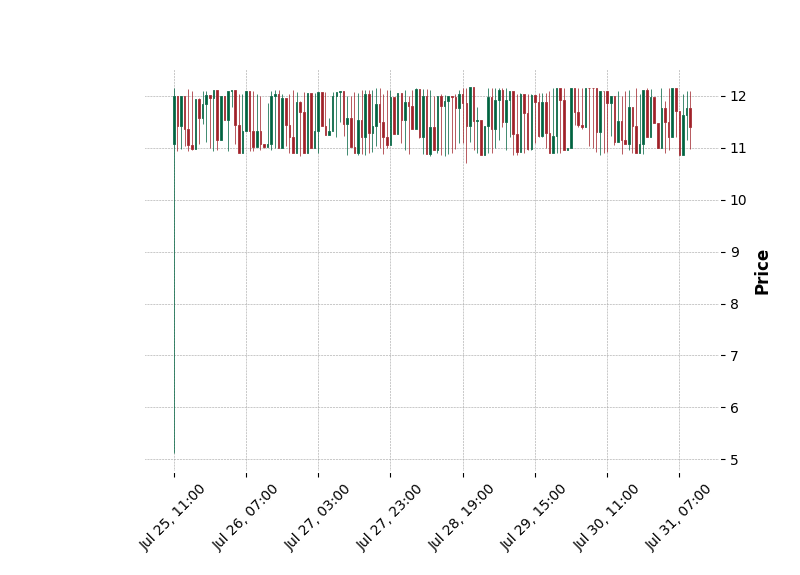 12
11
10
9
8
7
6
5
Price
Jul 25, 11:00
Jul 26, 07:00
Jul 27, 03:00
Jul 27, 23:00
Jul 28, 19:00
Jul 29, 15:00
Jul 30, 11:00
Jul 31, 07:00